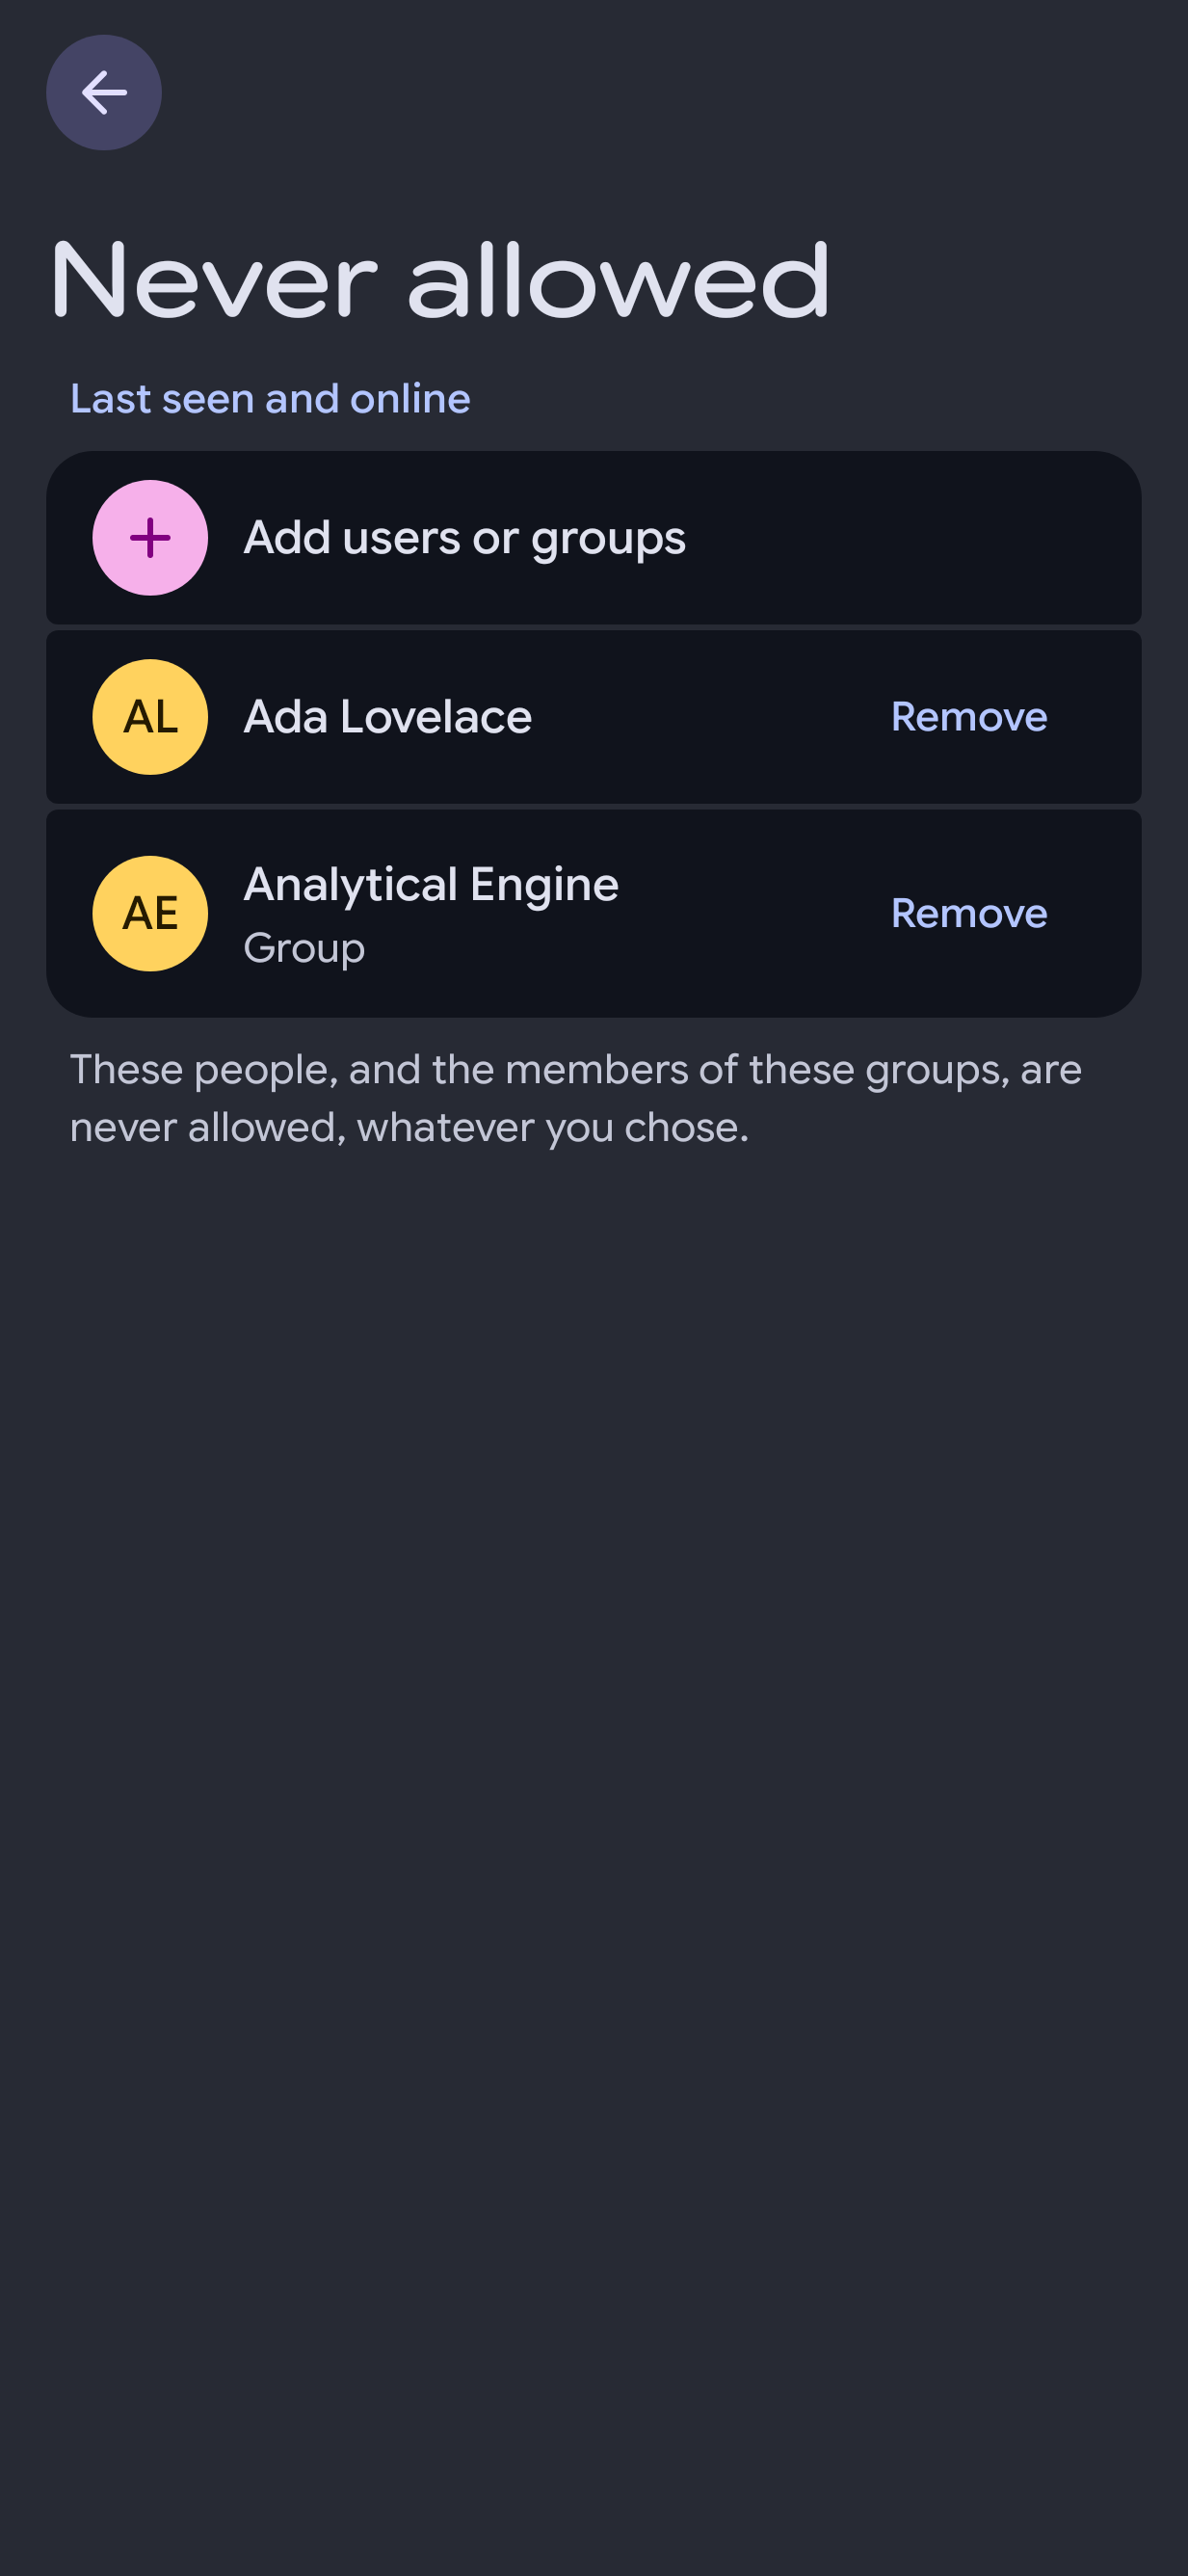 Never allowed
Last seen and online
Add users or groups
AL
Ada Lovelace
Remove
AE
Analytical Engine
Group
Remove
These people, and the members of these groups, are
never allowed, whatever you chose.